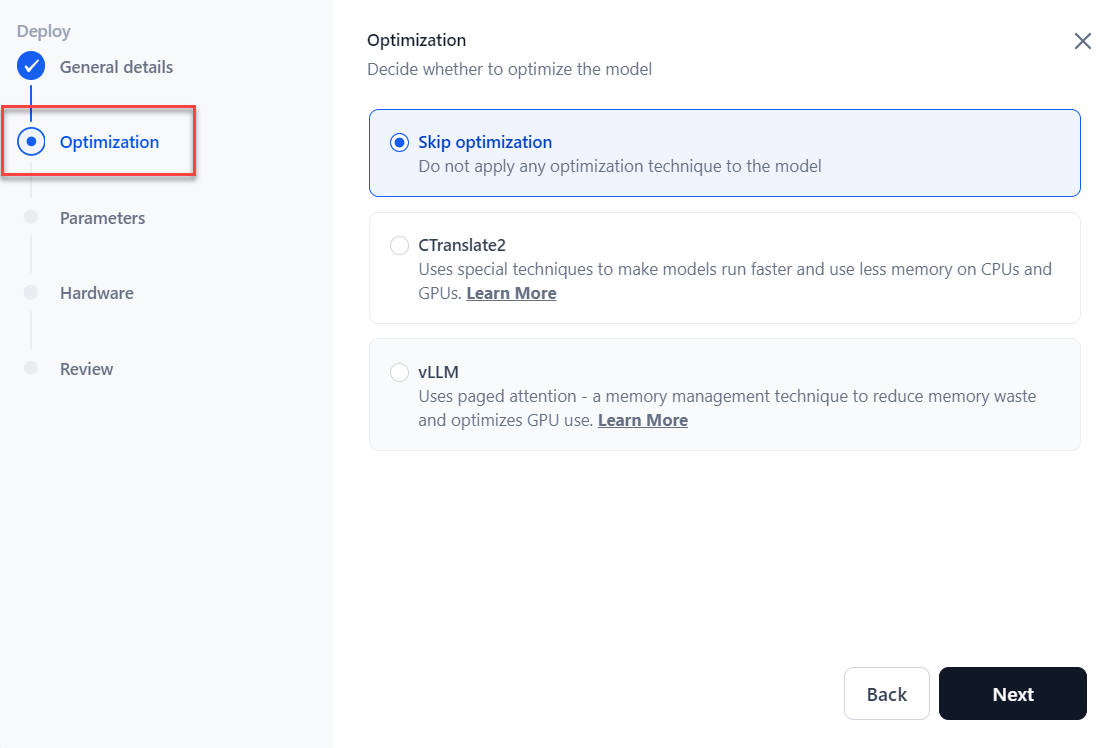 Deploy
General details
Optimization
Parameters
Hardware
Review
Optimization
Decide whether to optimize the model
Skip optimization
Do not apply any optimization technique to the model
CTranslate2
Uses special techniques to make models run faster and use less memory on CPUs and
GPUs. Learn More
vLLM
Uses paged attention - a memory management technique to reduce memory waste
and optimizes GPU use. Learn More
Back
Next